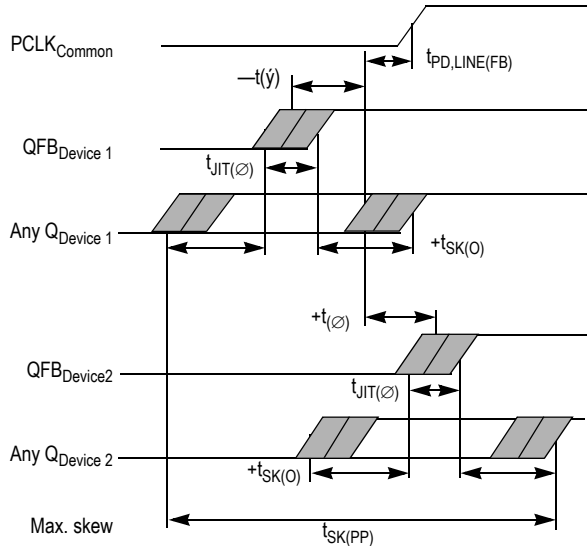 PCLKCommon
tPD,LINE(FB)
—t(ý)
QFBDevice 1
tJIT(∅)
Any QDevice 1
+tSK(O)
+t(∅)
QFBDevice2
tJIT(∅)
Any QDevice 2
+tSK(O)
Max. skew
tSK(PP)